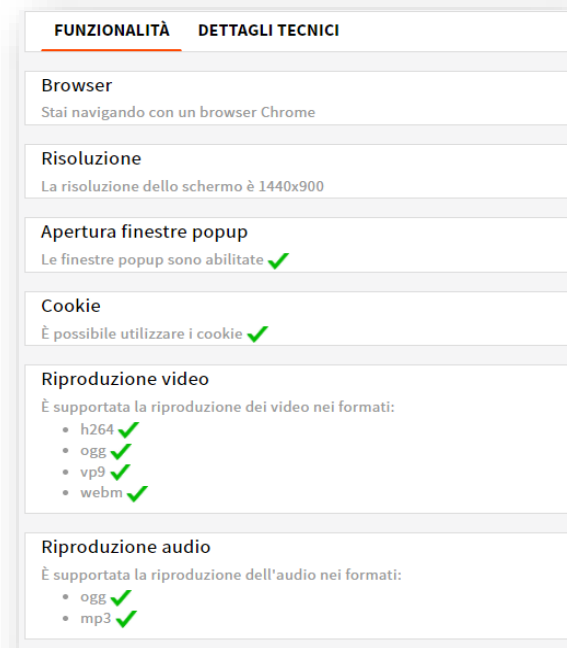 FUNZIONALITÀ DETTAGLI TECNICI
Browser
Stai navigando con un browser Chrome
Risoluzione
La risoluzione dello schermo è 1440x900
Apertura finestre popup
Le finestre popup sono abilitate
Cookie
È possibile utilizzare i cookie
Riproduzione video
È supportata la riproduzione dei video nei formati:
h264
ogg
vp9
webm
Riproduzione audio
È supportata la riproduzione dell'audio nei formati:
ogg
mp3